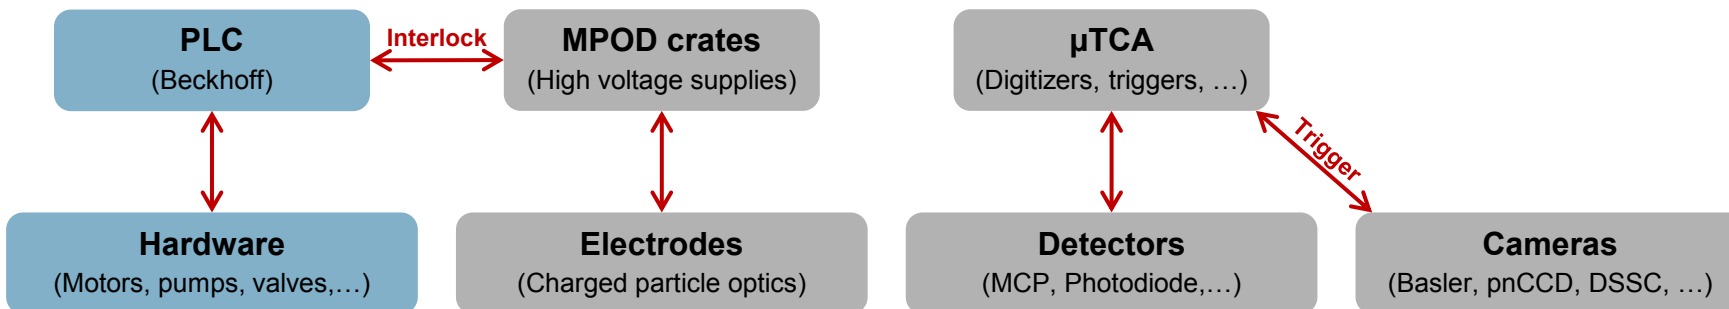 PLC
(Beckhoff)
Interlock
MPOD crates
(High voltage supplies)
µTCA
(Digitizers, triggers, …)
Trigger
Hardware
(Motors, pumps, valves,…)
Electrodes
(Charged particle optics)
Detectors
(MCP, Photodiode,…)
Cameras
(Basler, pnCCD, DSSC, …)